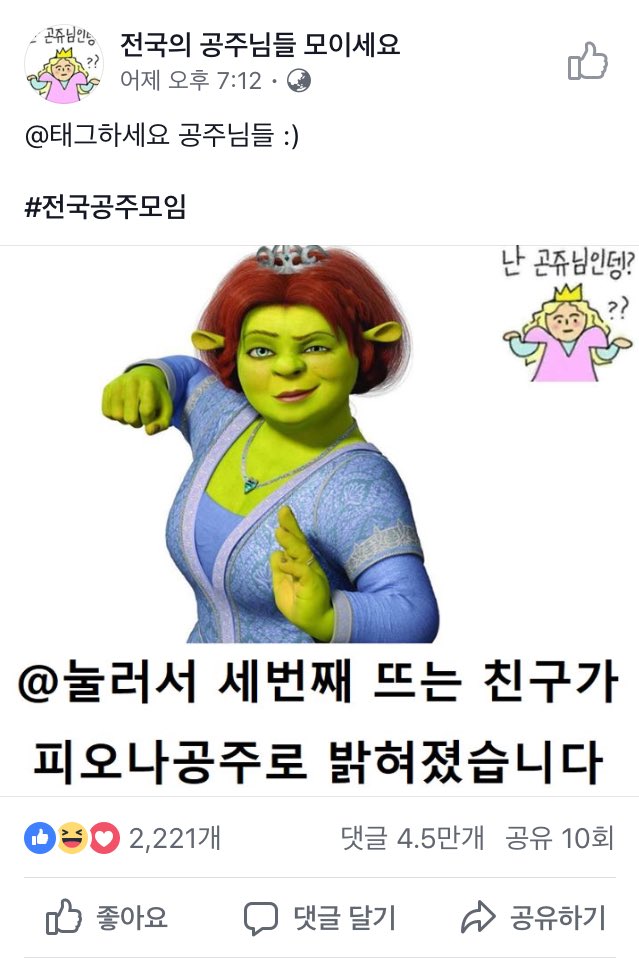 곤쥬님인뎅
??
전국의 공주님들 모이세요
어제 오후 7:12 ·
@태그하세요 공주님들 :)
#전국공주모임
난 곤쥬님인뎅?
??
@눌러서 세번째 뜨는 친구가
피오나공주로 밝혀졌습니다
2,221개
댓글 4.5만개 공유 10회
좋아요 댓글 달기 공유하기